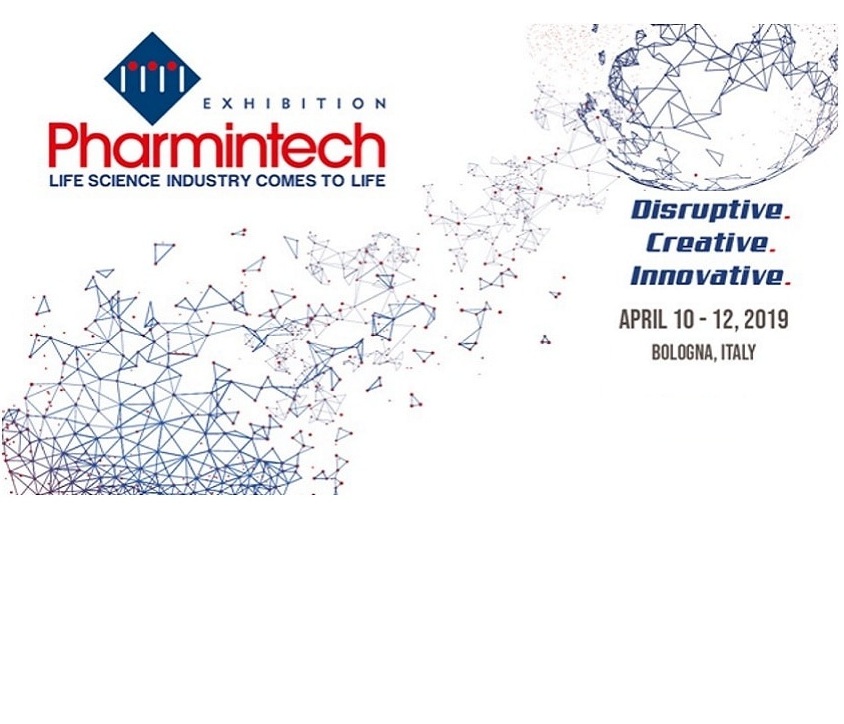 EXHIBITION
Pharmintech
LIFE SCIENCE INDUSTRY COMES TO LIFE
Disruptive.
Creative.
Innovative.
APRIL 10 - 12, 2019
BOLOGNA, ITALY